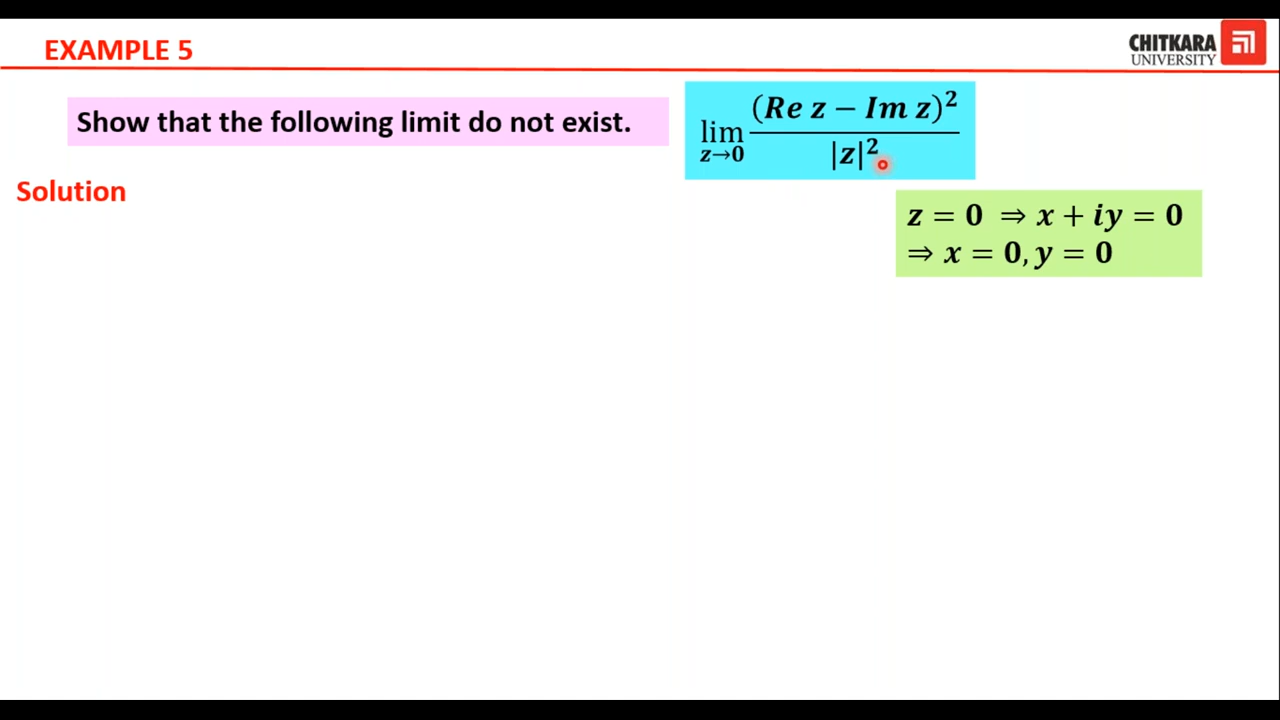 EXAMPLE 5
CHITKARA
UNIVERSITY
Show that the following limit do not exist.
lim z→0 (Re z − Im z)² / |z|²
Solution
z = 0 ⇒ x + iy = 0
⇒ x = 0, y = 0